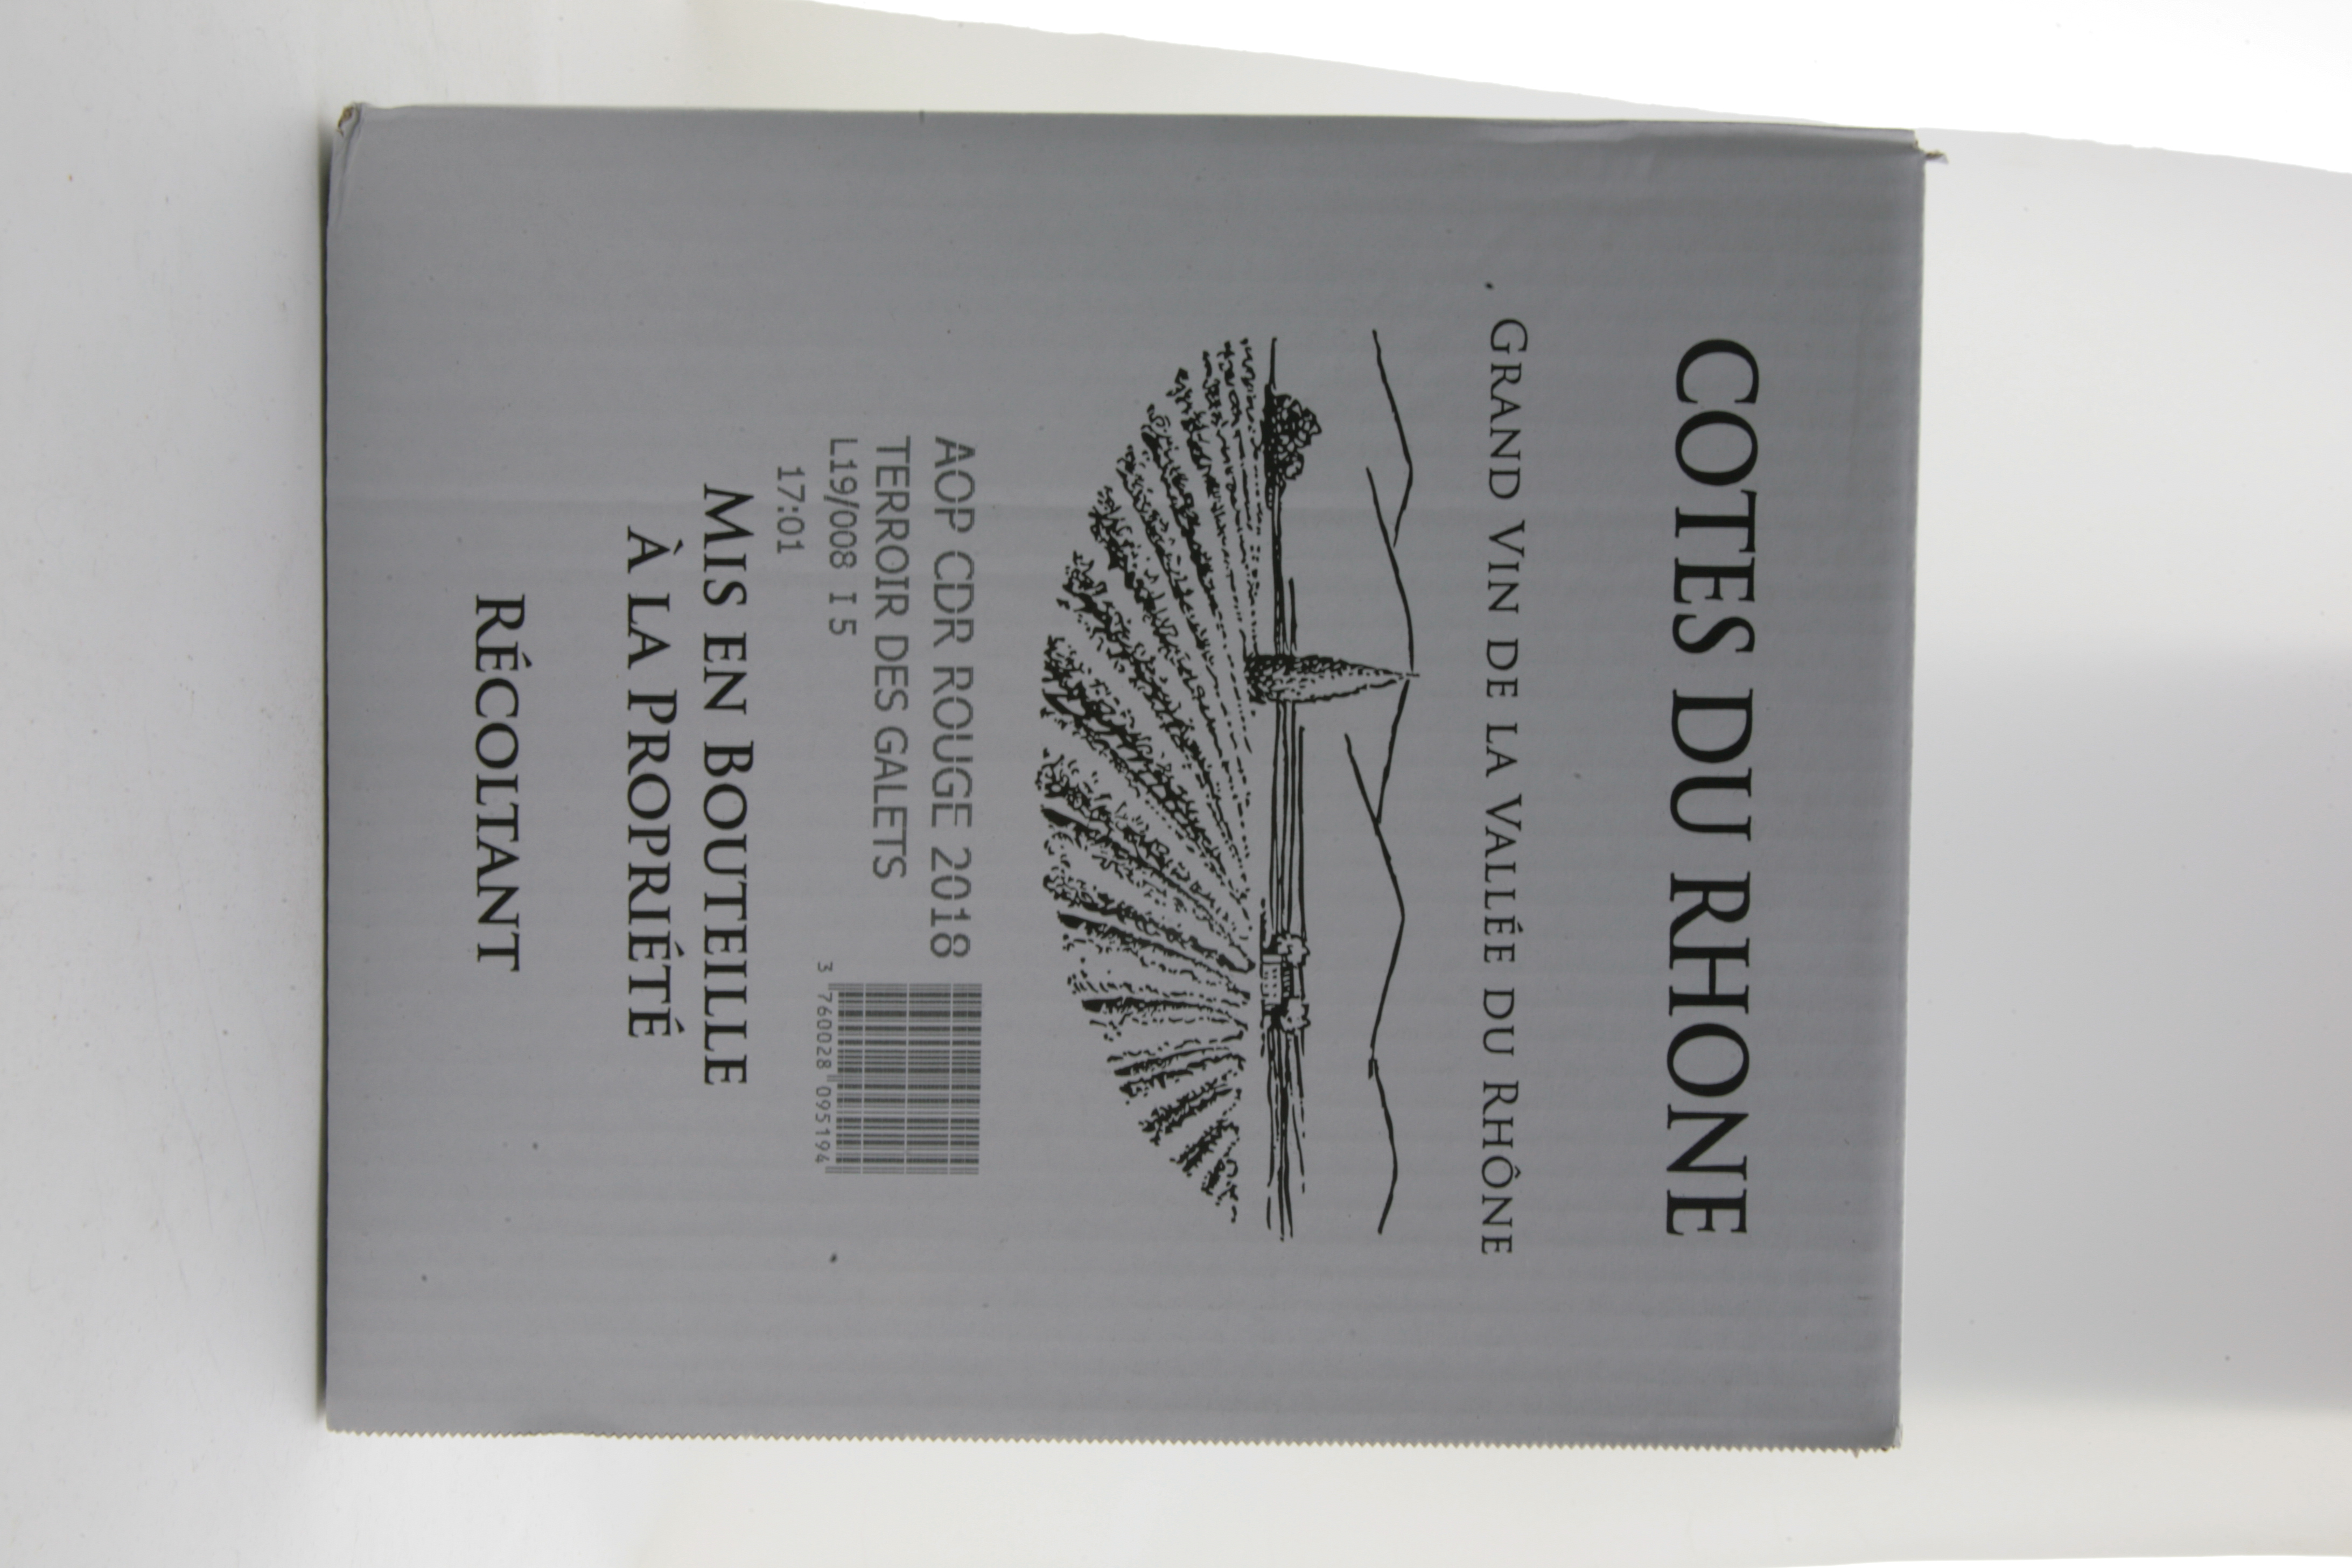 COTES DU RHONE
GRAND VIN DE LA VALLÉE DU RHÔNE
AOP CDR ROUGE 2018
TERROIR DES GALETS
L19/008 I 5
17:01
3 760028 095194
MIS EN BOUTEILLE
À LA PROPRIÉTÉ
RÉCOLTANT